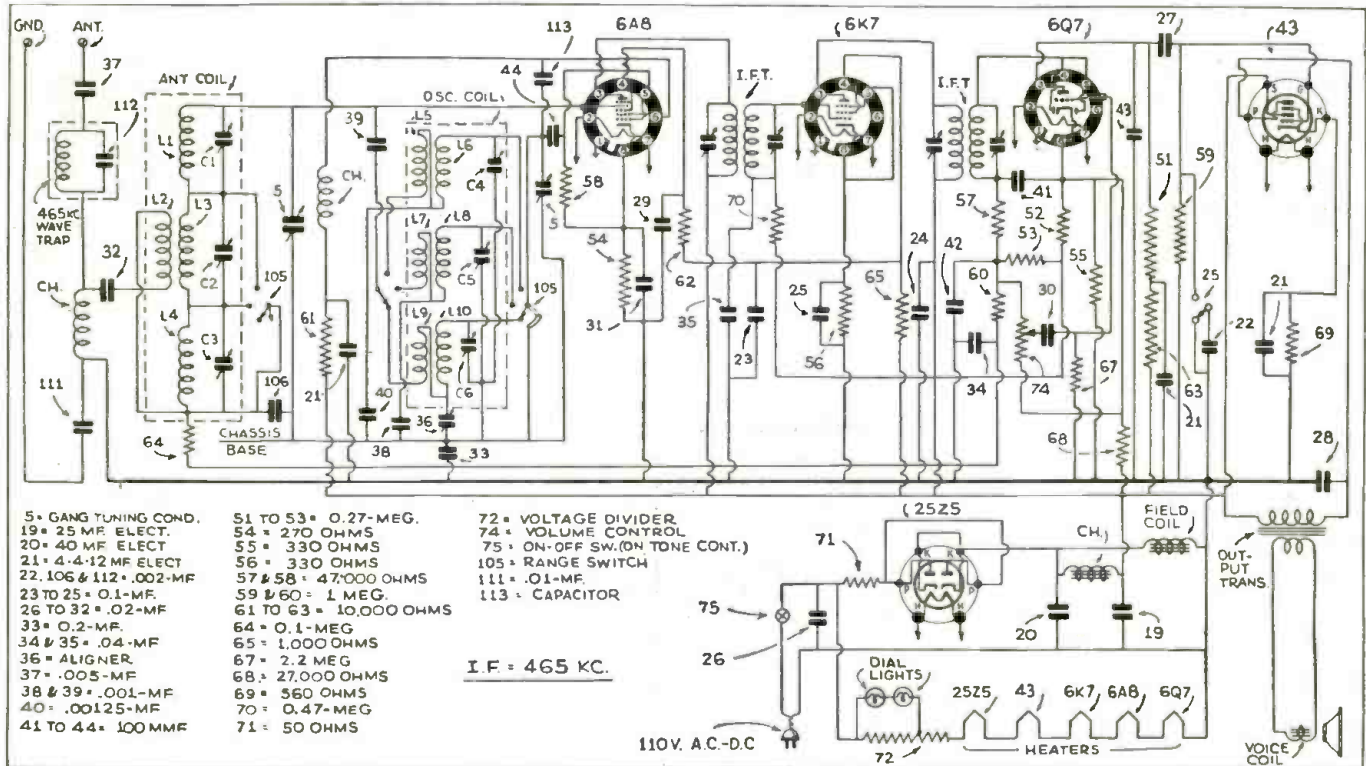 GND.
ANT.
37
112
ANT COIL
L1
C1
465 KC.
WAVE
TRAP
L2
L3
5
CH.
32
C2
105
L4
C3
CH.
111
106
64
CHASSIS
BASE
61
21
39
OSC. COIL
L5
L6
C4
L7
L8
C5
L9
L10
C6
40
38
36
33
113
44
5
105
6A8
58
54
29
31
62
I.F.T.
70
35
23
6K7
25
56
65
24
I.F.T
42
6Q7
41
57
52
53
60
34
30
74
55
67
68
43
27
51
63
21
59
25
22
43
21
69
28
5 = GANG TUNING COND.
19 = 25 MF. ELECT.
20 = 40 MF ELECT
21 = 4-4-12 MF ELECT
22, 106 & 112 = .002-MF
23 TO 25 = 0.1-MF.
26 TO 32 = .02-MF
33 = 0.2-MF.
34 & 35 = .04-MF
36 = ALIGNER
37 = .005-MF
38 & 39 = .001-MF
40 = .00125-MF
41 TO 44 = 100 MMF
51 TO 53 = 0.27-MEG.
54 = 270 OHMS
55 = 330 OHMS
56 = 330 OHMS
57 & 58 = 47,000 OHMS
59 & 60 = 1 MEG.
61 TO 63 = 10,000 OHMS
64 = 0.1-MEG
65 = 1,000 OHMS
67 = 2.2 MEG
68 = 27,000 OHMS
69 = 560 OHMS
70 = 0.47-MEG
71 = 50 OHMS
72 = VOLTAGE DIVIDER
74 = VOLUME CONTROL
75 = ON-OFF SW. (ON TONE CONT.)
105 = RANGE SWITCH
111 = .01-MF.
113 = CAPACITOR
I.F. = 465 KC.
25Z5
71
75
26
CH.
20
19
FIELD
COIL
OUT-
PUT
TRANS.
DIAL
LIGHTS
72
25Z5
43
6K7
6A8
6Q7
HEATERS
110 V. A.C.-D.C
VOICE
COIL